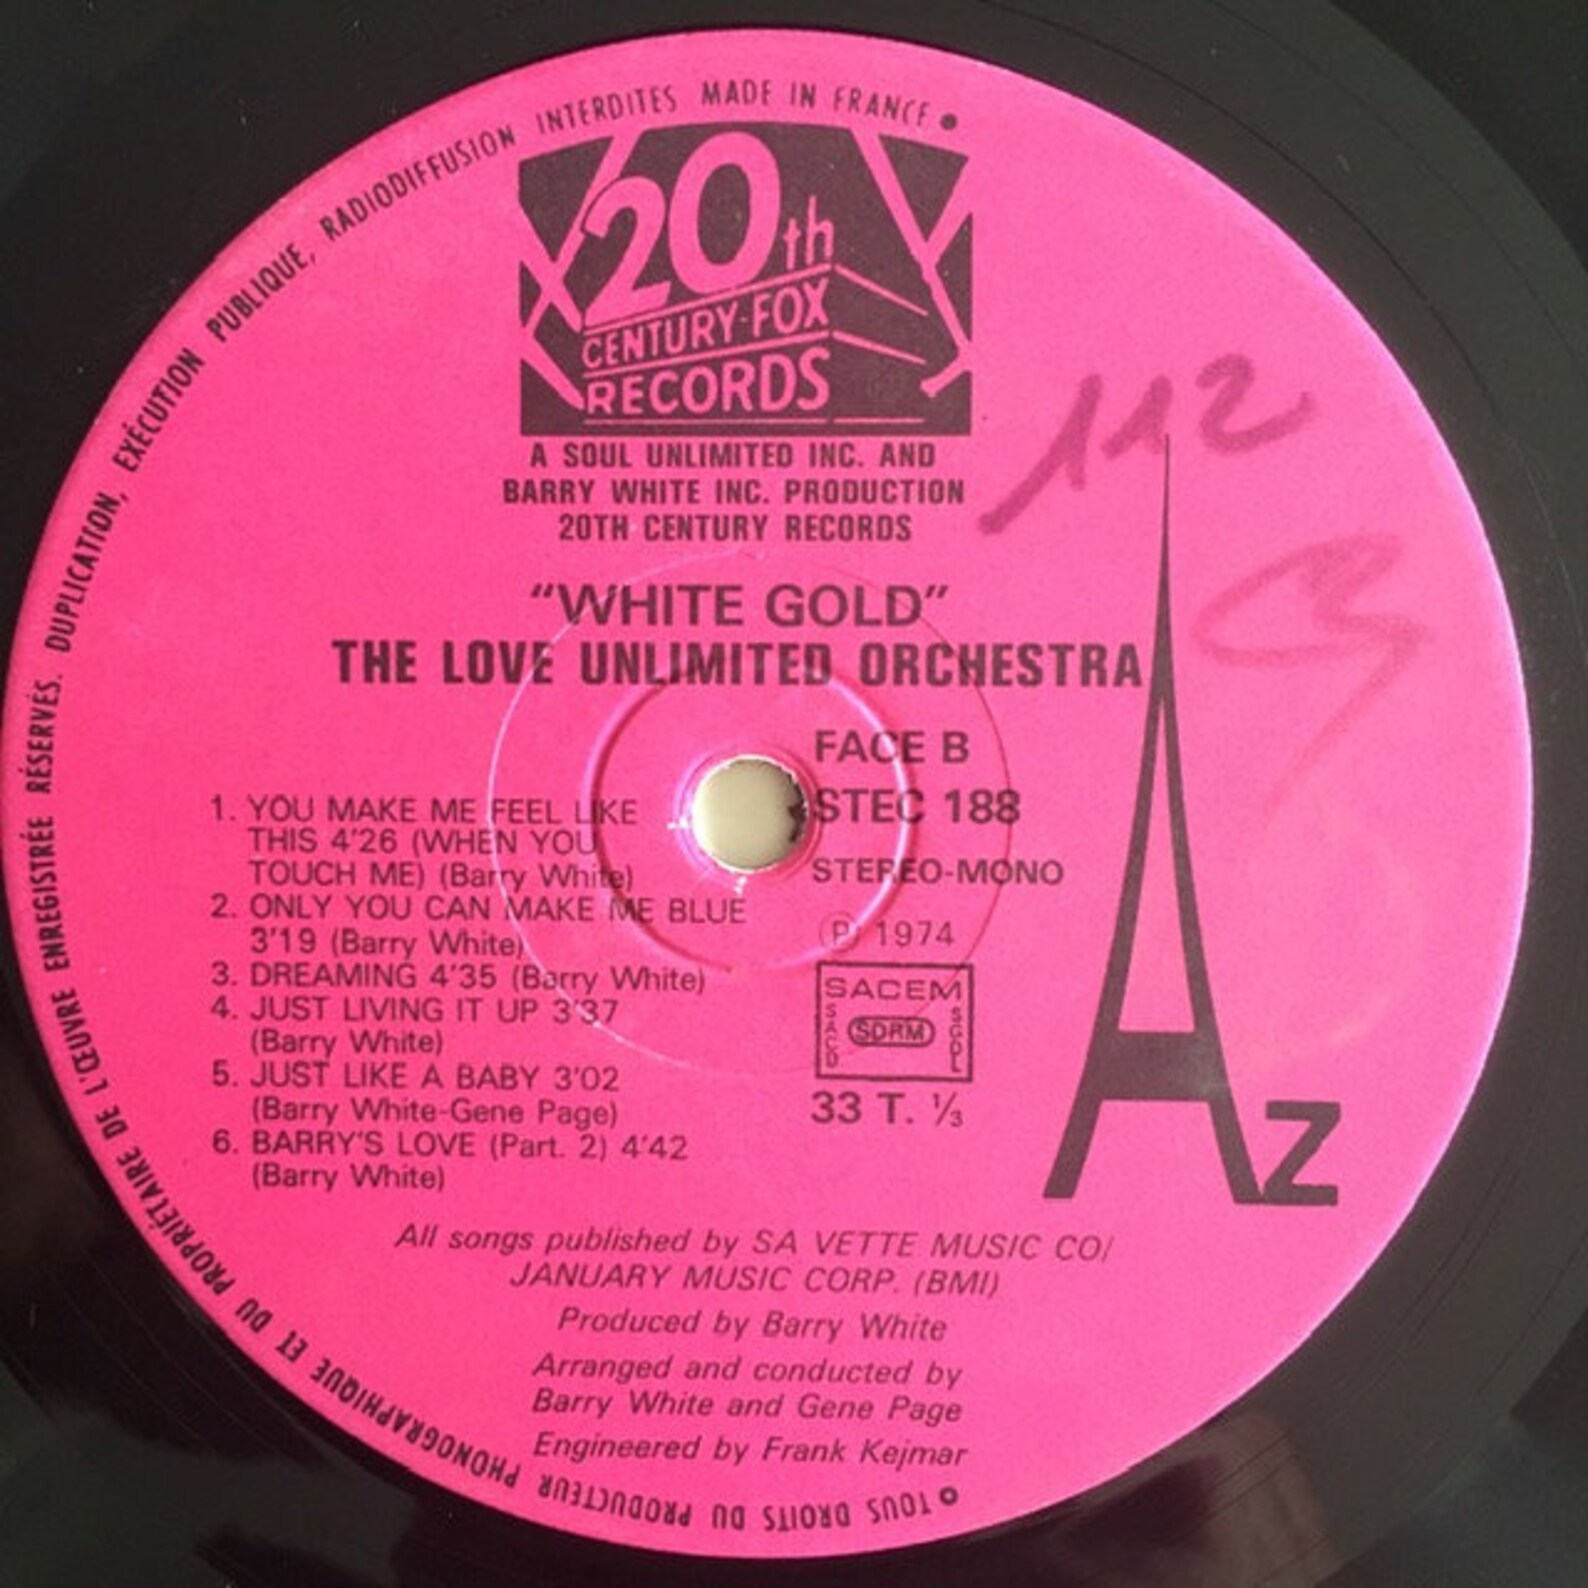 • TOUS DROITS DU PRODUCTEUR PHONOGRAPHIQUE ET DU PROPRIÉTAIRE DE L'ŒUVRE ENREGISTRÉE RÉSERVÉS. DUPLICATION, EXÉCUTION PUBLIQUE, RADIODIFFUSION INTERDITES MADE IN FRANCE •
20th
CENTURY-FOX
RECORDS
A SOUL UNLIMITED INC. AND
BARRY WHITE INC. PRODUCTION
20TH CENTURY RECORDS
112
"WHITE GOLD"
THE LOVE UNLIMITED ORCHESTRA
FACE B
STEC 188
STEREO-MONO
Ⓟ 1974
SACEM
SACD
SDRM
SGDL
33 T. ⅓
AZ
1. YOU MAKE ME FEEL LIKE
THIS 4'26 (WHEN YOU
TOUCH ME) (Barry White)
2. ONLY YOU CAN MAKE ME BLUE
3'19 (Barry White)
3. DREAMING 4'35 (Barry White)
4. JUST LIVING IT UP 3'37
(Barry White)
5. JUST LIKE A BABY 3'02
(Barry White-Gene Page)
6. BARRY'S LOVE (Part. 2) 4'42
(Barry White)
All songs published by SA VETTE MUSIC CO/
JANUARY MUSIC CORP. (BMI)
Produced by Barry White
Arranged and conducted by
Barry White and Gene Page
Engineered by Frank Kejmar